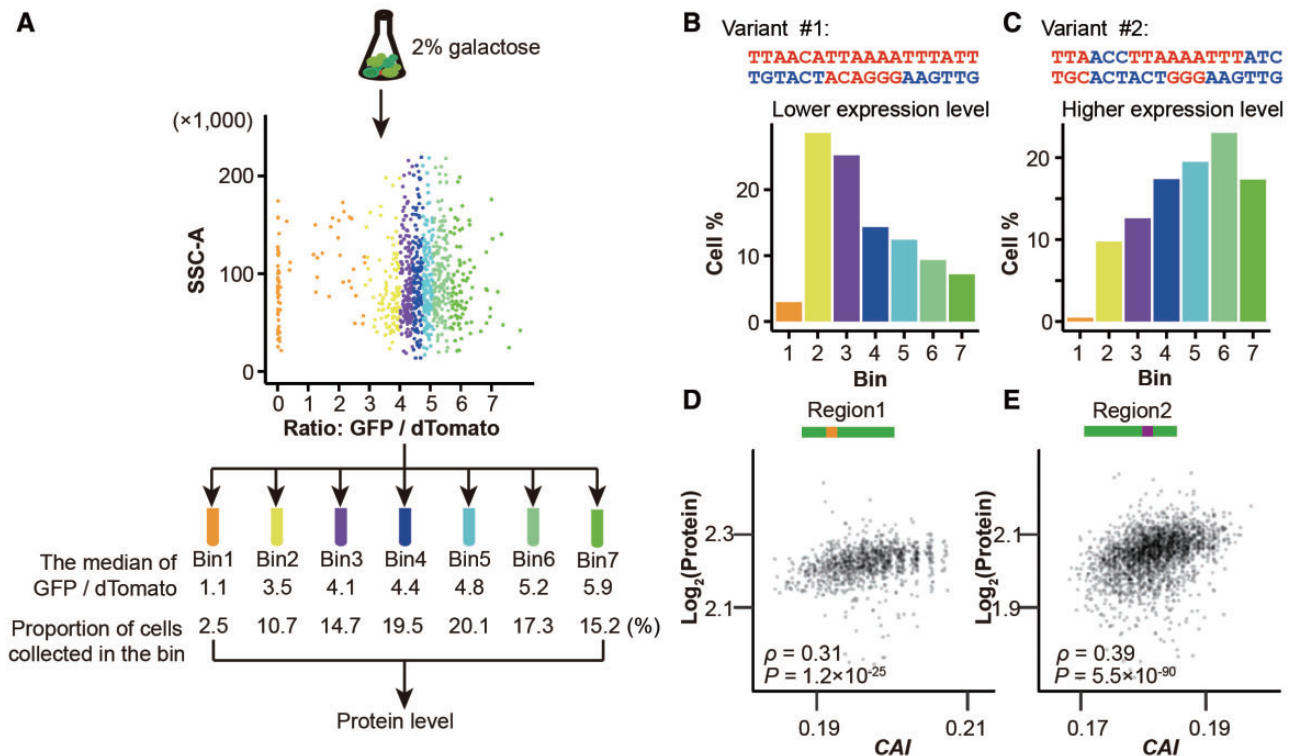 A
2% galactose
(×1,000)
200
100
0
SSC-A
0 1 2 3 4 5 6 7
Ratio: GFP / dTomato
Bin1 Bin2 Bin3 Bin4 Bin5 Bin6 Bin7
The median of
GFP / dTomato
1.1 3.5 4.1 4.4 4.8 5.2 5.9
Proportion of cells
collected in the bin
2.5 10.7 14.7 19.5 20.1 17.3 15.2 (%)
Protein level
B Variant #1:
TTAACATTAAAATTTATT
TGTACTACAGGGAAGTTG
Lower expression level
Cell %
20
10
0
1 2 3 4 5 6 7
Bin
C Variant #2:
TTAACCTTAAAATTTATC
TGCACTACTGGGAAGTTG
Higher expression level
Cell %
20
10
0
1 2 3 4 5 6 7
Bin
D
Region1
Log2(Protein)
2.3
2.1
ρ = 0.31
P = 1.2×10-25
0.19 0.21
CAI
E
Region2
Log2(Protein)
2.1
1.9
ρ = 0.39
P = 5.5×10-90
0.17 0.19
CAI